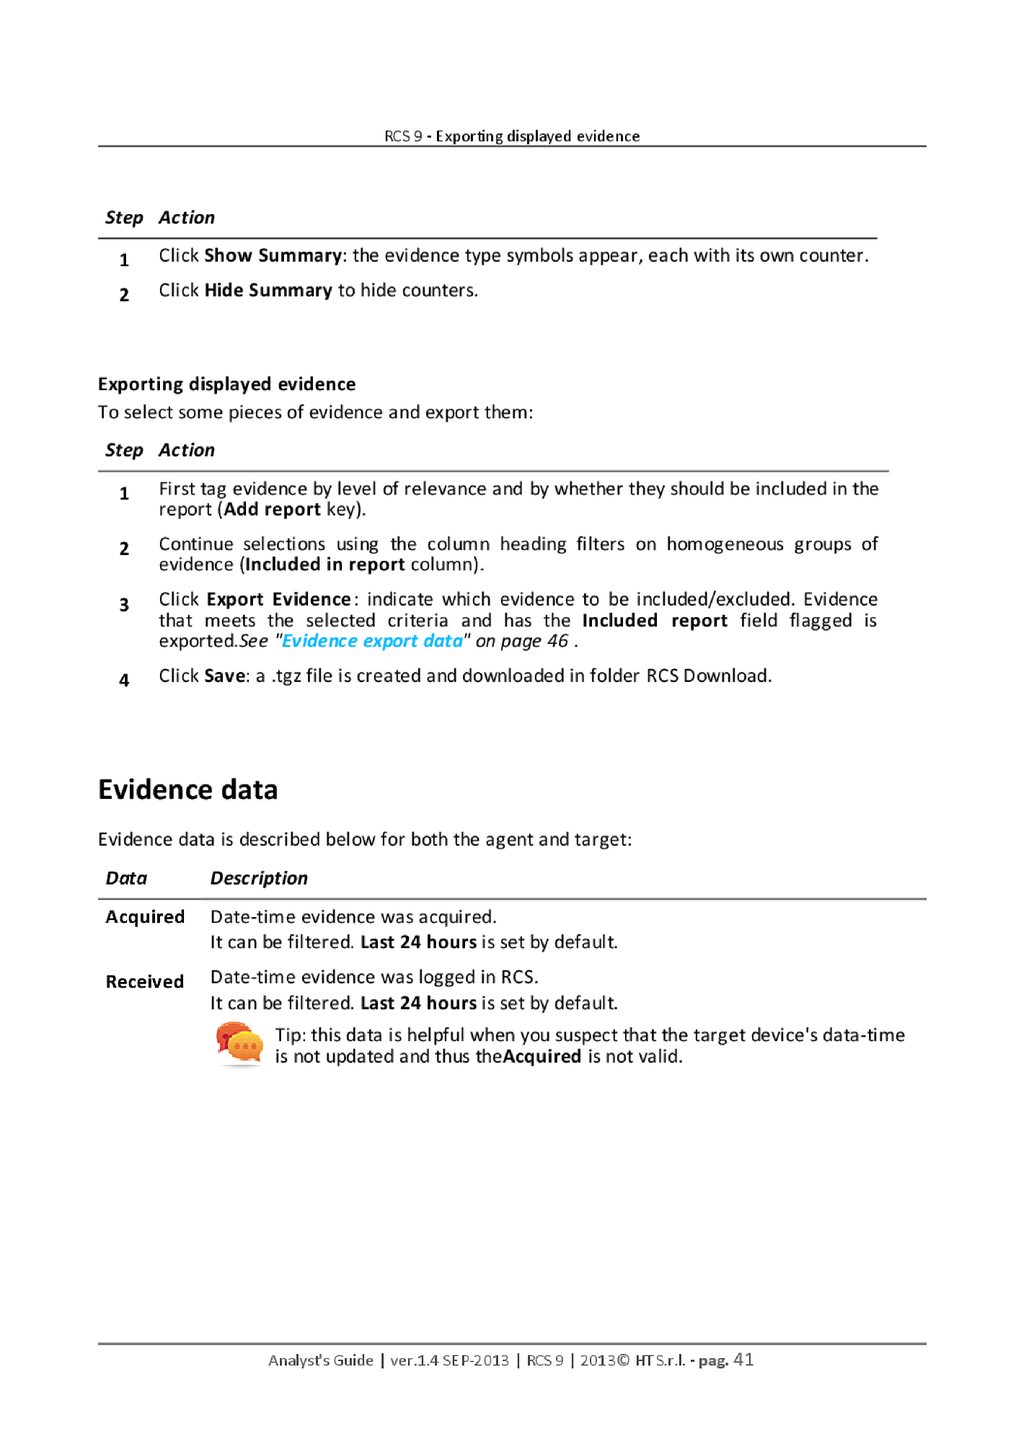 RCS 9 - Exporting displayed evidence
Step Action
1 Click Show Summary: the evidence type symbols appear, each with its own counter.
2 Click Hide Summary to hide counters.
Exporting displayed evidence
To select some pieces of evidence and export them:
Step Action
1 First tag evidence by level of relevance and by whether they should be included in the
report (Add report key).
2 Continue selections using the column heading filters on homogeneous groups of
evidence (Included in report column).
3 Click Export Evidence: indicate which evidence to be included/excluded. Evidence
that meets the selected criteria and has the Included report field flagged is
exported.See "Evidence export data" on page 46 .
4 Click Save: a .tgz file is created and downloaded in folder RCS Download.
Evidence data
Evidence data is described below for both the agent and target:
Data Description
Acquired Date-time evidence was acquired.
It can be filtered. Last 24 hours is set by default.
Received Date-time evidence was logged in RCS.
It can be filtered. Last 24 hours is set by default.
Tip: this data is helpful when you suspect that the target device's data-time
is not updated and thus theAcquired is not valid.
Analyst's Guide | ver.1.4 SEP-2013 | RCS 9 | 2013© HT S.r.l. - pag. 41